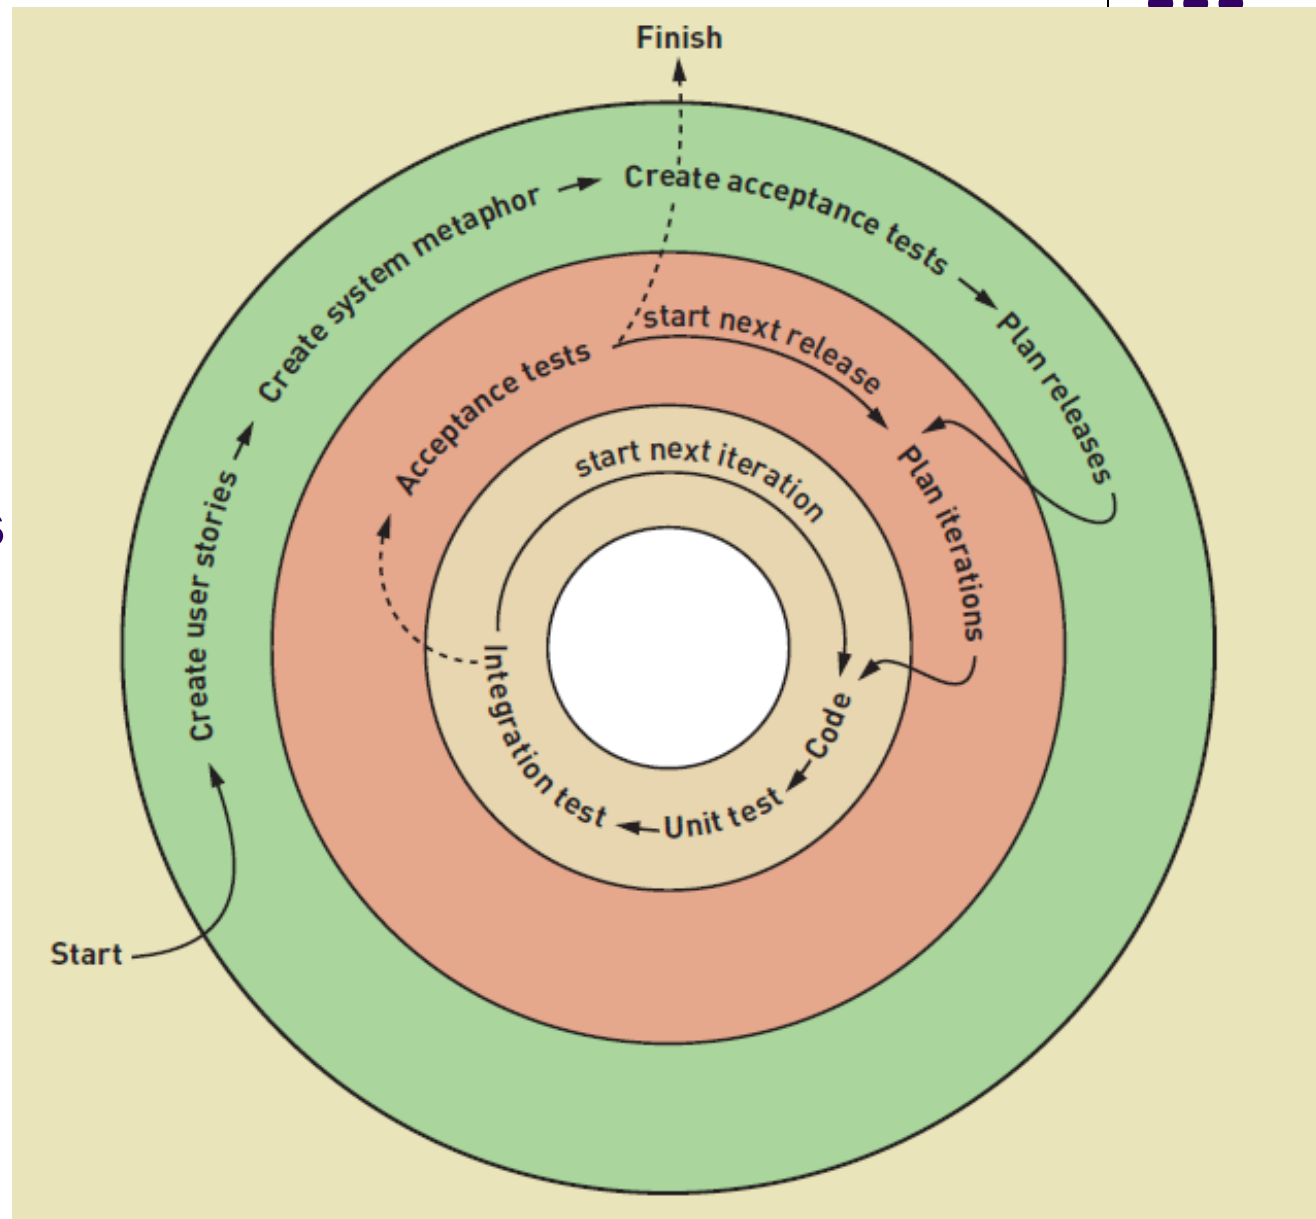 Finish
Create acceptance tests
Create system metaphor
Plan releases
start next release
Acceptance tests
Plan iterations
start next iteration
Create user stories
Integration test
Code
Unit test
Start
s